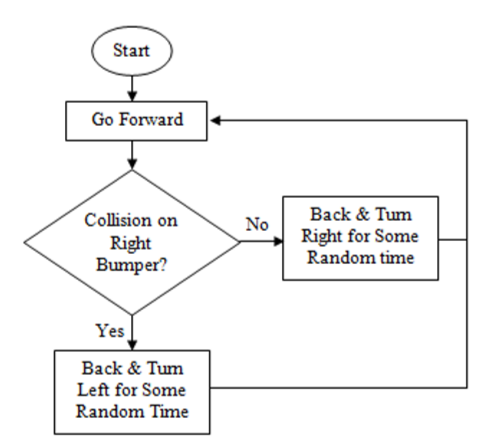 Start
Go Forward
Collision on
Right
Bumper?
No
Back & Turn
Right for Some
Random time
Yes
Back & Turn
Left for Some
Random Time